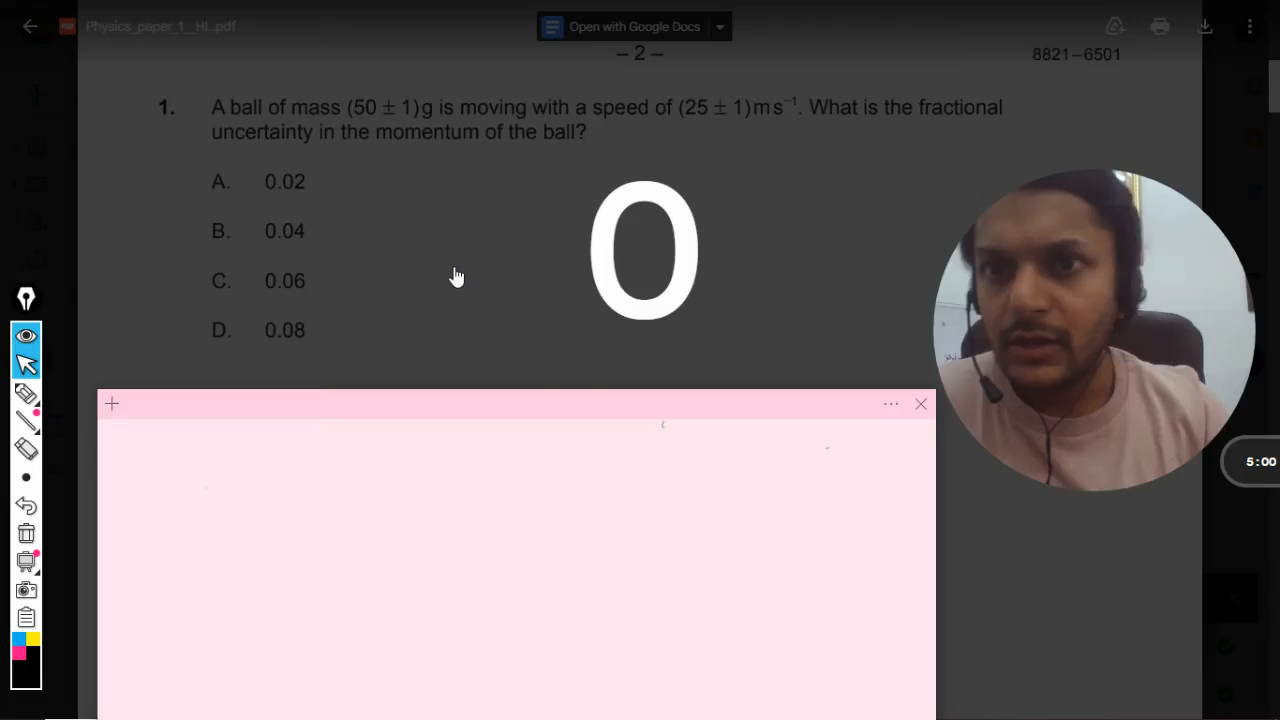 Physics_paper_1__HL.pdf
Open with Google Docs
– 2 –
8821–6501
1. A ball of mass (50 ± 1) g is moving with a speed of (25 ± 1) m s⁻¹. What is the fractional
uncertainty in the momentum of the ball?
A. 0.02
B. 0.04
C. 0.06
D. 0.08
0
5:00